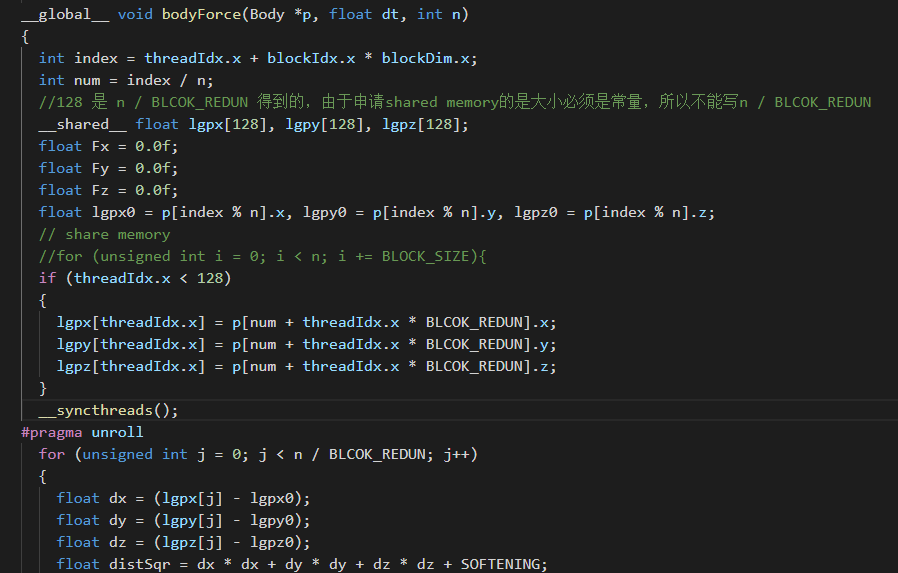 __global__ void bodyForce(Body *p, float dt, int n)
{
int index = threadIdx.x + blockIdx.x * blockDim.x;
int num = index / n;
//128 是 n / BLCOK_REDUN 得到的，由于申请shared memory的是大小必须是常量，所以不能写n / BLCOK_REDUN
__shared__ float lgpx[128], lgpy[128], lgpz[128];
float Fx = 0.0f;
float Fy = 0.0f;
float Fz = 0.0f;
float lgpx0 = p[index % n].x, lgpy0 = p[index % n].y, lgpz0 = p[index % n].z;
// share memory
//for (unsigned int i = 0; i < n; i += BLOCK_SIZE){
if (threadIdx.x < 128)
{
lgpx[threadIdx.x] = p[num + threadIdx.x * BLCOK_REDUN].x;
lgpy[threadIdx.x] = p[num + threadIdx.x * BLCOK_REDUN].y;
lgpz[threadIdx.x] = p[num + threadIdx.x * BLCOK_REDUN].z;
}
__syncthreads();
#pragma unroll
for (unsigned int j = 0; j < n / BLCOK_REDUN; j++)
{
float dx = (lgpx[j] - lgpx0);
float dy = (lgpy[j] - lgpy0);
float dz = (lgpz[j] - lgpz0);
float distSqr = dx * dx + dy * dy + dz * dz + SOFTENING;